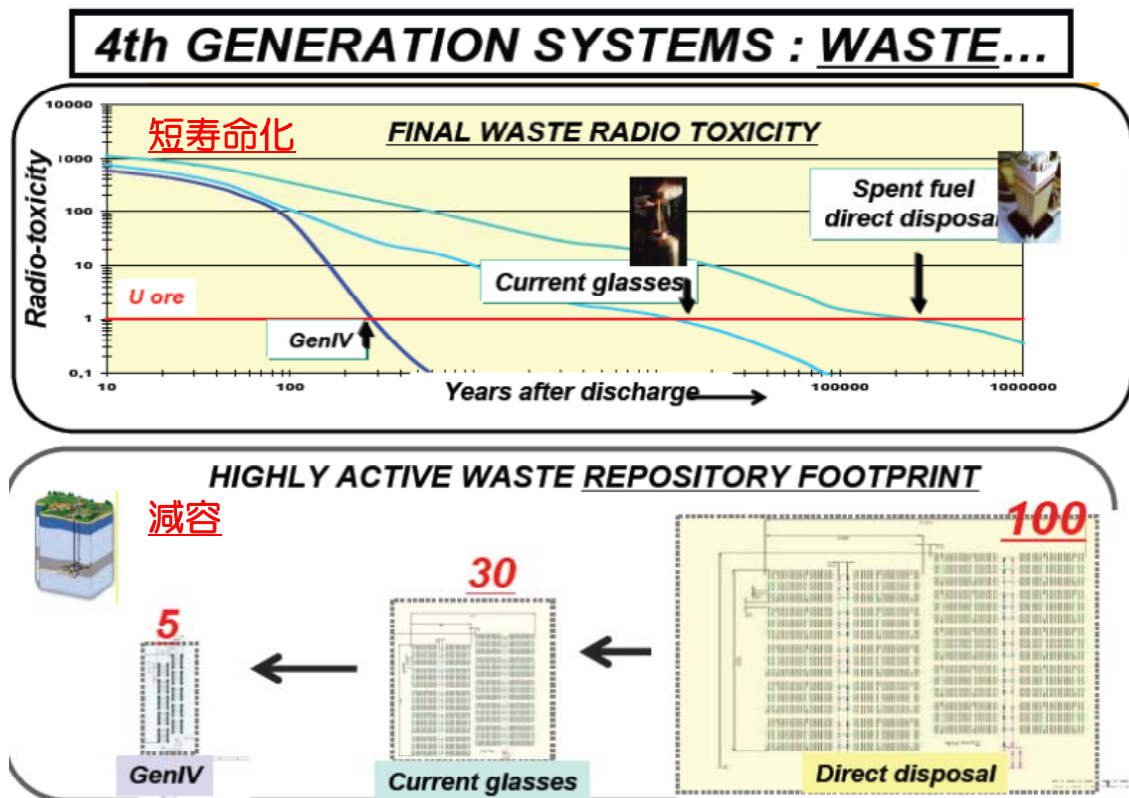 4th GENERATION SYSTEMS : WASTE...
短寿命化
FINAL WASTE RADIO TOXICITY
Radio-toxicity
10000
1000
100
10
1
0,1
U ore
GenIV
Current glasses
Spent fuel
direct disposal
10
100
100000
1000000
Years after discharge
HIGHLY ACTIVE WASTE REPOSITORY FOOTPRINT
減容
5
30
100
GenIV
Current glasses
Direct disposal